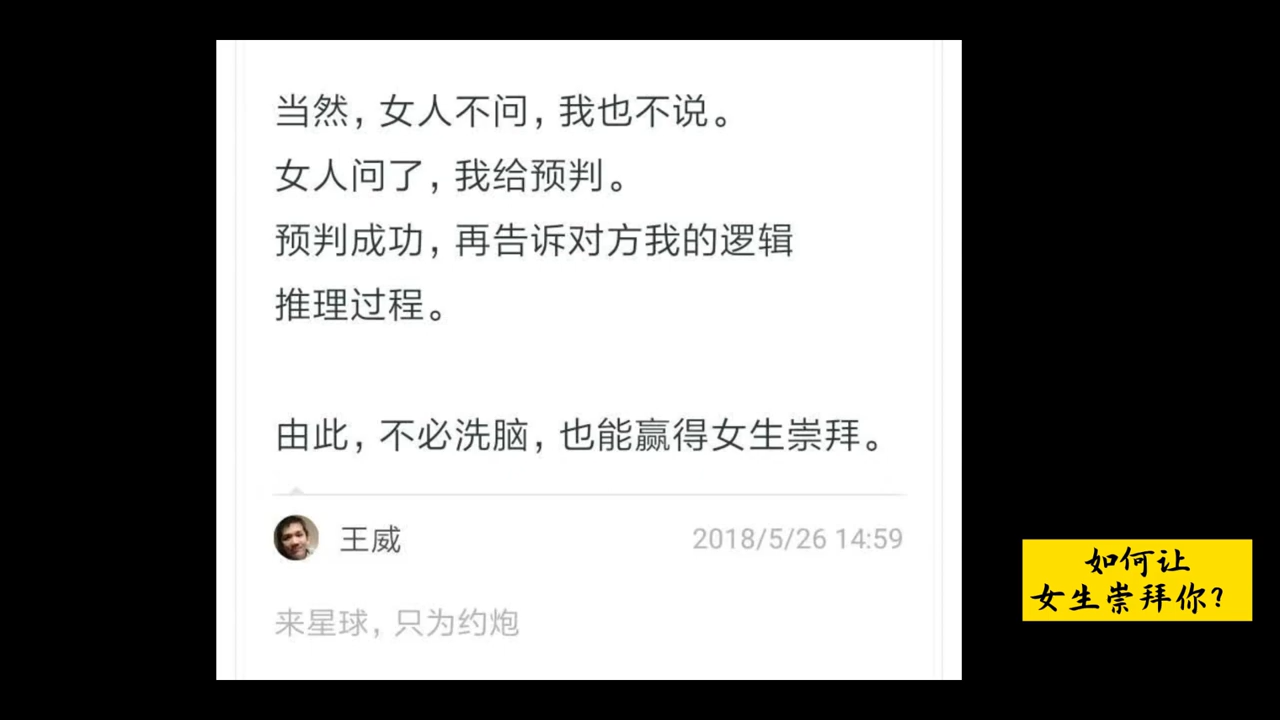 当然，女人不问，我也不说。
女人问了，我给预判。
预判成功，再告诉对方我的逻辑
推理过程。
由此，不必洗脑，也能赢得女生崇拜。
王威
2018/5/26 14:59
来星球，只为约炮
如何让
女生崇拜你？